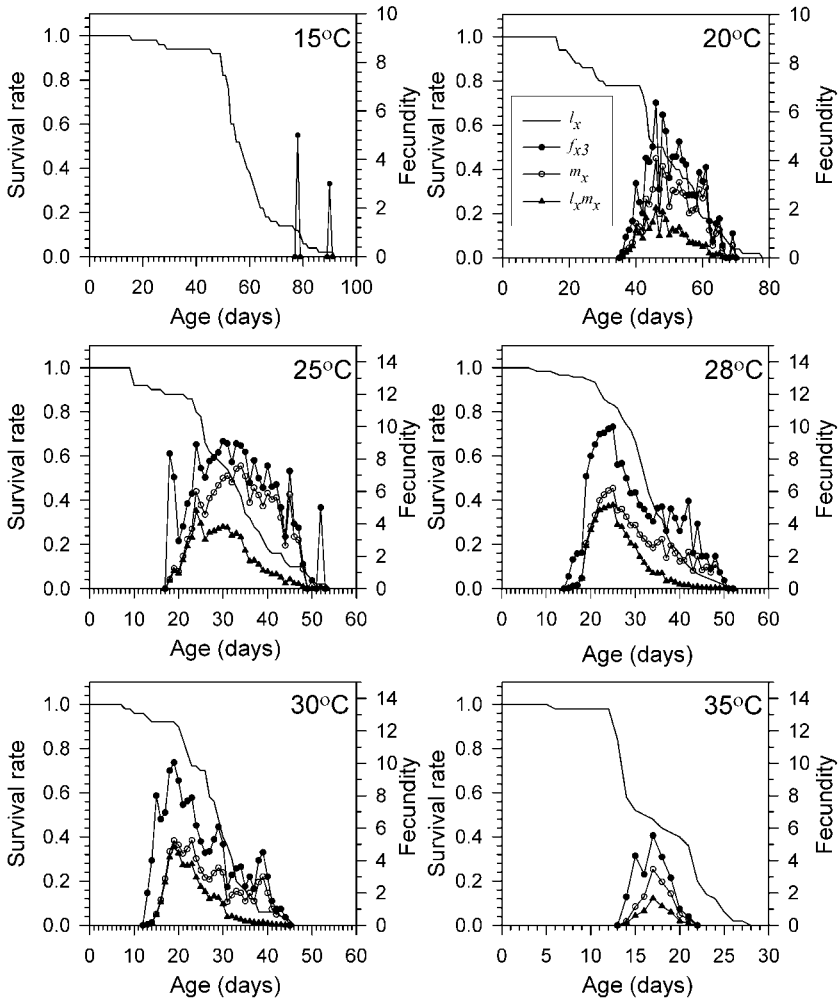 15°C
Survival rate
1.0
0.8
0.6
0.4
0.2
0.0
10
8
6
4
2
0
Fecundity
0 20 40 60 80 100
Age (days)
20°C
Survival rate
1.0
0.8
0.6
0.4
0.2
0.0
lx
fx3
mx
lxmx
10
8
6
4
2
0
Fecundity
0 20 40 60 80
Age (days)
25°C
Survival rate
1.0
0.8
0.6
0.4
0.2
0.0
14
12
10
8
6
4
2
0
Fecundity
0 10 20 30 40 50 60
Age (days)
28°C
Survival rate
1.0
0.8
0.6
0.4
0.2
0.0
14
12
10
8
6
4
2
0
Fecundity
0 10 20 30 40 50 60
Age (days)
30°C
Survival rate
1.0
0.8
0.6
0.4
0.2
0.0
14
12
10
8
6
4
2
0
Fecundity
0 10 20 30 40 50 60
Age (days)
35°C
Survival rate
1.0
0.8
0.6
0.4
0.2
0.0
14
12
10
8
6
4
2
0
Fecundity
0 5 10 15 20 25 30
Age (days)